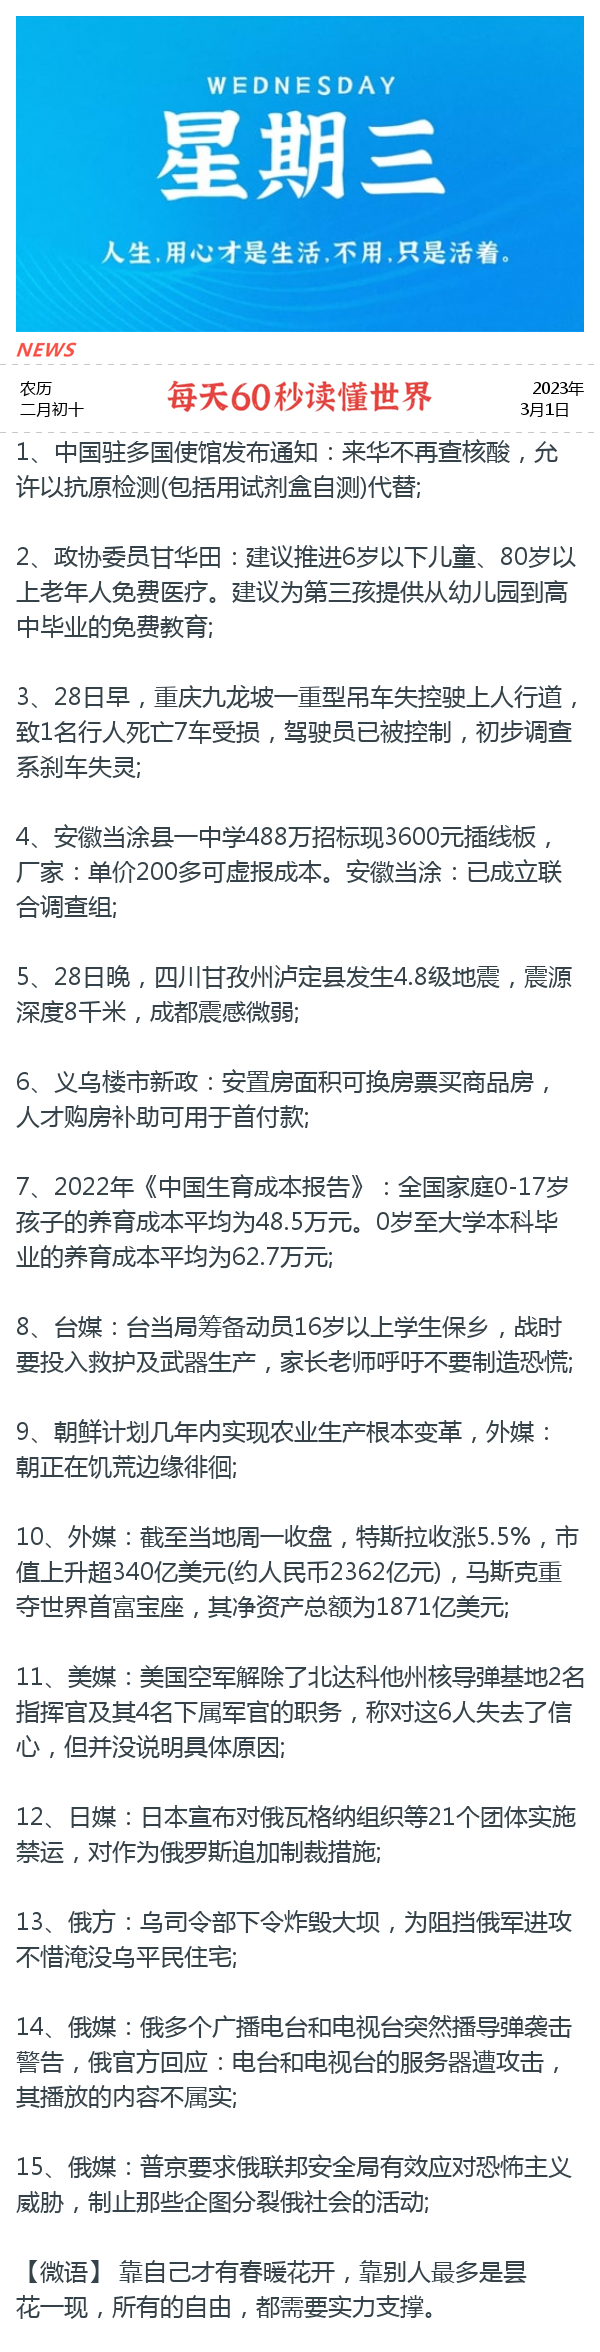 WEDNESDAY
星期三
人生,用心才是生活,不用,只是活着。
NEWS
农历
二月初十
每天60秒读懂世界
2023年
3月1日
1、中国驻多国使馆发布通知：来华不再查核酸，允
许以抗原检测(包括用试剂盒自测)代替;
2、政协委员甘华田：建议推进6岁以下儿童、80岁以
上老年人免费医疗。建议为第三孩提供从幼儿园到高
中毕业的免费教育;
3、28日早，重庆九龙坡一重型吊车失控驶上人行道，
致1名行人死亡7车受损，驾驶员已被控制，初步调查
系刹车失灵;
4、安徽当涂县一中学488万招标现3600元插线板，
厂家：单价200多可虚报成本。安徽当涂：已成立联
合调查组;
5、28日晚，四川甘孜州泸定县发生4.8级地震，震源
深度8千米，成都震感微弱;
6、义乌楼市新政：安置房面积可换房票买商品房，
人才购房补助可用于首付款;
7、2022年《中国生育成本报告》：全国家庭0-17岁
孩子的养育成本平均为48.5万元。0岁至大学本科毕
业的养育成本平均为62.7万元;
8、台媒：台当局筹备动员16岁以上学生保乡，战时
要投入救护及武器生产，家长老师呼吁不要制造恐慌;
9、朝鲜计划几年内实现农业生产根本变革，外媒：
朝正在饥荒边缘徘徊;
10、外媒：截至当地周一收盘，特斯拉收涨5.5%，市
值上升超340亿美元(约人民币2362亿元)，马斯克重
夺世界首富宝座，其净资产总额为1871亿美元;
11、美媒：美国空军解除了北达科他州核导弹基地2名
指挥官及其4名下属军官的职务，称对这6人失去了信
心，但并没说明具体原因;
12、日媒：日本宣布对俄瓦格纳组织等21个团体实施
禁运，对作为俄罗斯追加制裁措施;
13、俄方：乌司令部下令炸毁大坝，为阻挡俄军进攻
不惜淹没乌平民住宅;
14、俄媒：俄多个广播电台和电视台突然播导弹袭击
警告，俄官方回应：电台和电视台的服务器遭攻击，
其播放的内容不属实;
15、俄媒：普京要求俄联邦安全局有效应对恐怖主义
威胁，制止那些企图分裂俄社会的活动;
【微语】 靠自己才有春暖花开，靠别人最多是昙
花一现，所有的自由，都需要实力支撑。